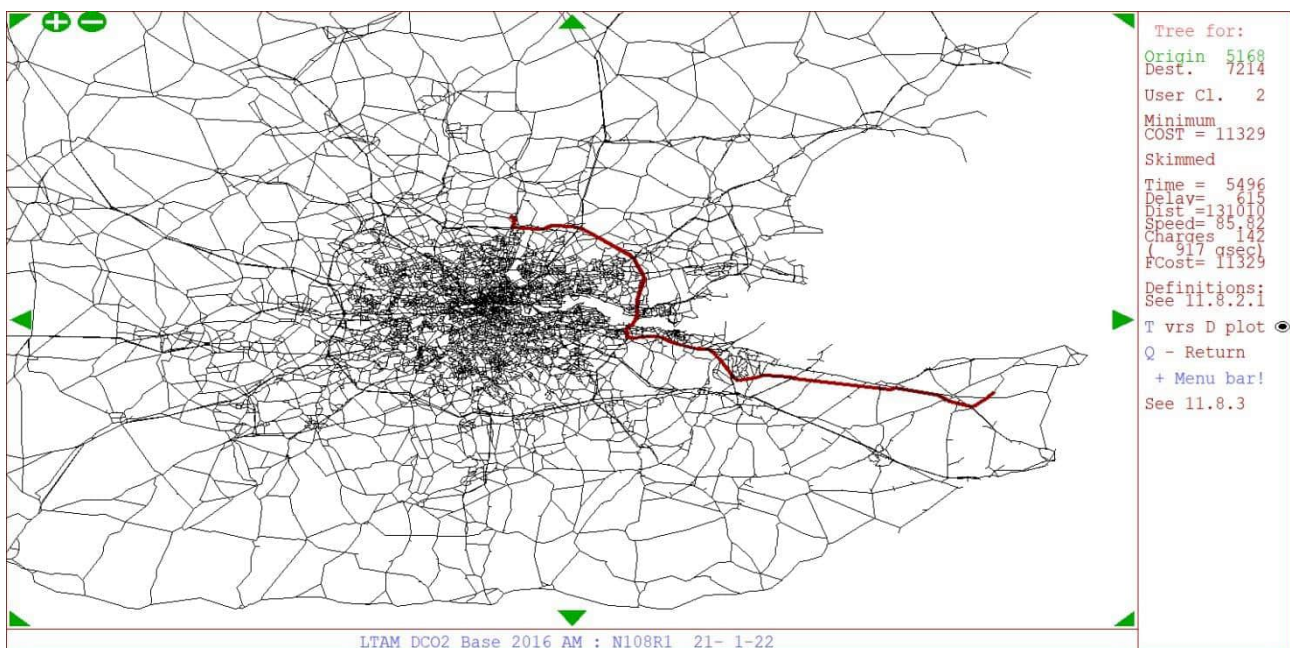 Tree for:
Origin 5168
Dest. 7214
User Cl. 2
Minimum
COST = 11329
Skimmed
Time = 5496
Delay= 615
Dist =131010
Speed= 85.82
Charges 142
( 917 gsec)
FCost= 11329
Definitions:
See 11.8.2.1
T vrs D plot
Q - Return
+ Menu bar!
See 11.8.3
LTAM DCO2 Base 2016 AM : N108R1 21- 1-22